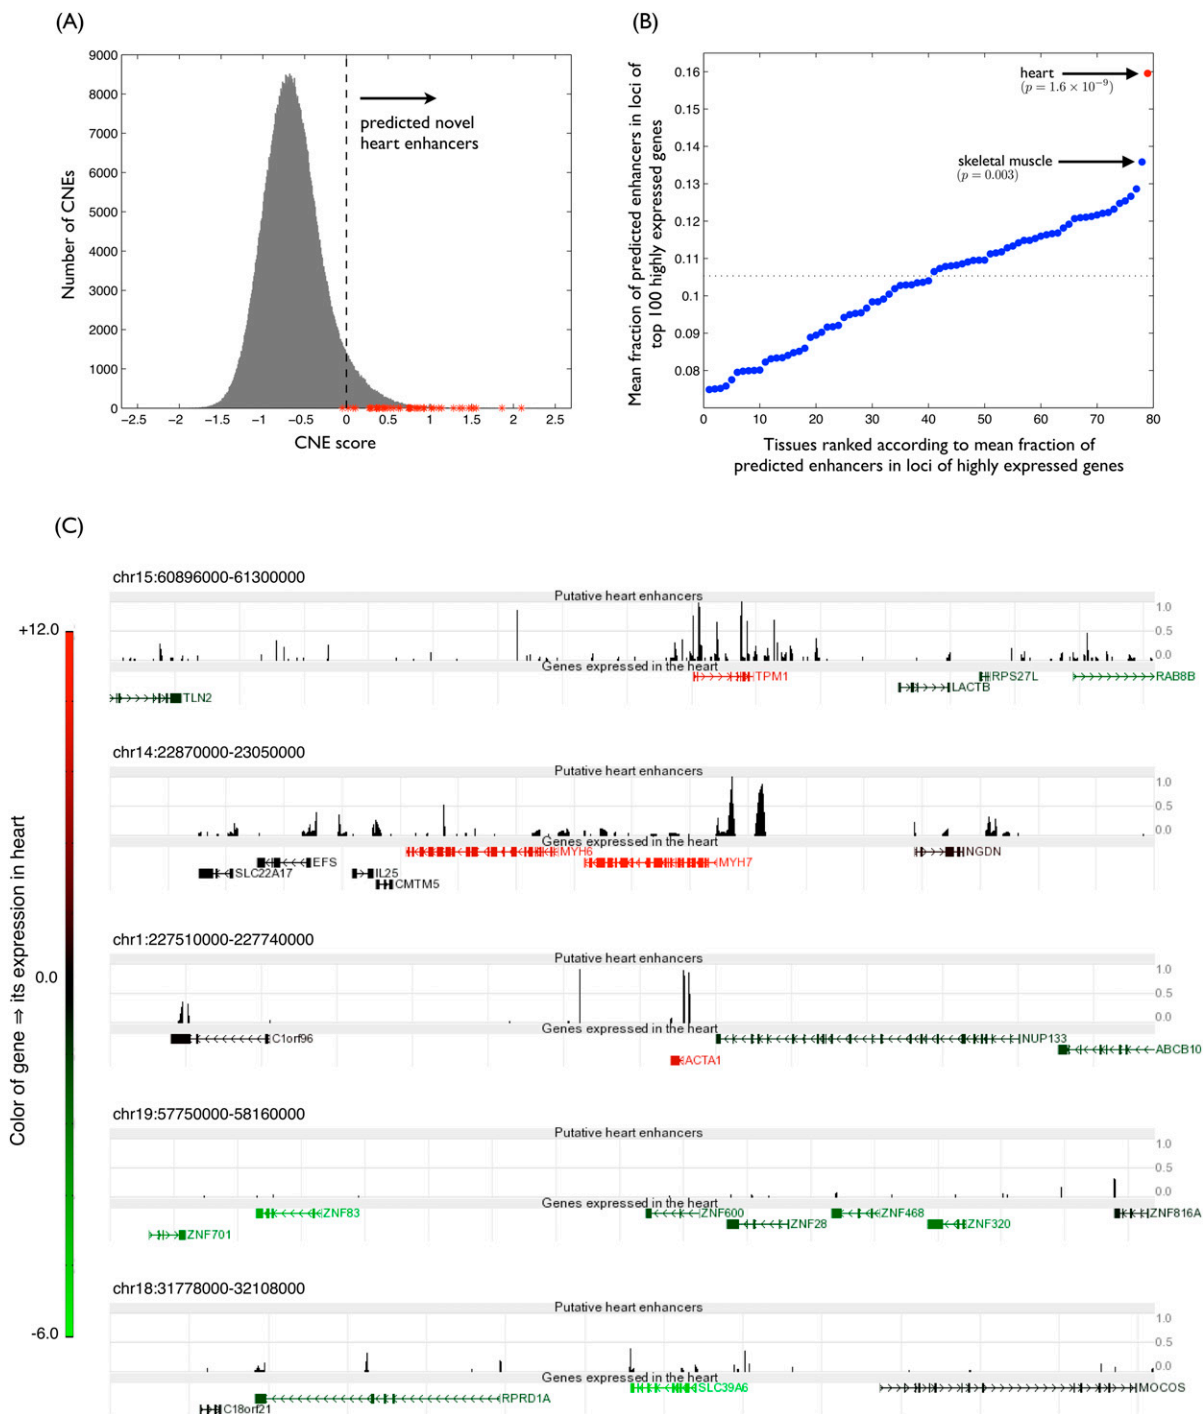 (A)
9000
8000
7000
6000
5000
4000
3000
2000
1000
0
Number of CNEs
predicted novel
heart enhancers
−2.5 −2 −1.5 −1 −0.5 0 0.5 1 1.5 2 2.5
CNE score
(B)
0.16
0.15
0.14
0.13
0.12
0.11
0.1
0.09
0.08
Mean fraction of predicted enhancers in loci of
top 100 highly expressed genes
heart
(p = 1.6 × 10⁻⁹)
skeletal muscle
(p = 0.003)
0 10 20 30 40 50 60 70 80
Tissues ranked according to mean fraction of
predicted enhancers in loci of highly expressed genes
(C)
Color of gene ⇒ its expression in heart
+12.0
0.0
-6.0
chr15:60896000-61300000
Putative heart enhancers
1.0
0.5
0.0
Genes expressed in the heart
TPM1 RPS27L RAB8B
LACTB
TLN2
chr14:22870000-23050000
Putative heart enhancers
1.0
0.5
0.0
Genes expressed in the heart
MYH6 NGDN
EFS MYH7
SLC22A17 IL25
CMTM5
chr1:227510000-227740000
Putative heart enhancers
1.0
0.5
0.0
Genes expressed in the heart
C1orf96 NUP133
ABCB10
ACTA1
chr19:57750000-58160000
Putative heart enhancers
1.0
0.5
0.0
Genes expressed in the heart
ZNF83 ZNF600 ZNF468 ZNF816A
ZNF28 ZNF320
ZNF701
chr18:31778000-32108000
Putative heart enhancers
1.0
0.5
0.0
Genes expressed in the heart
SLC39A6 MOCOS
RPRD1A
C18orf21